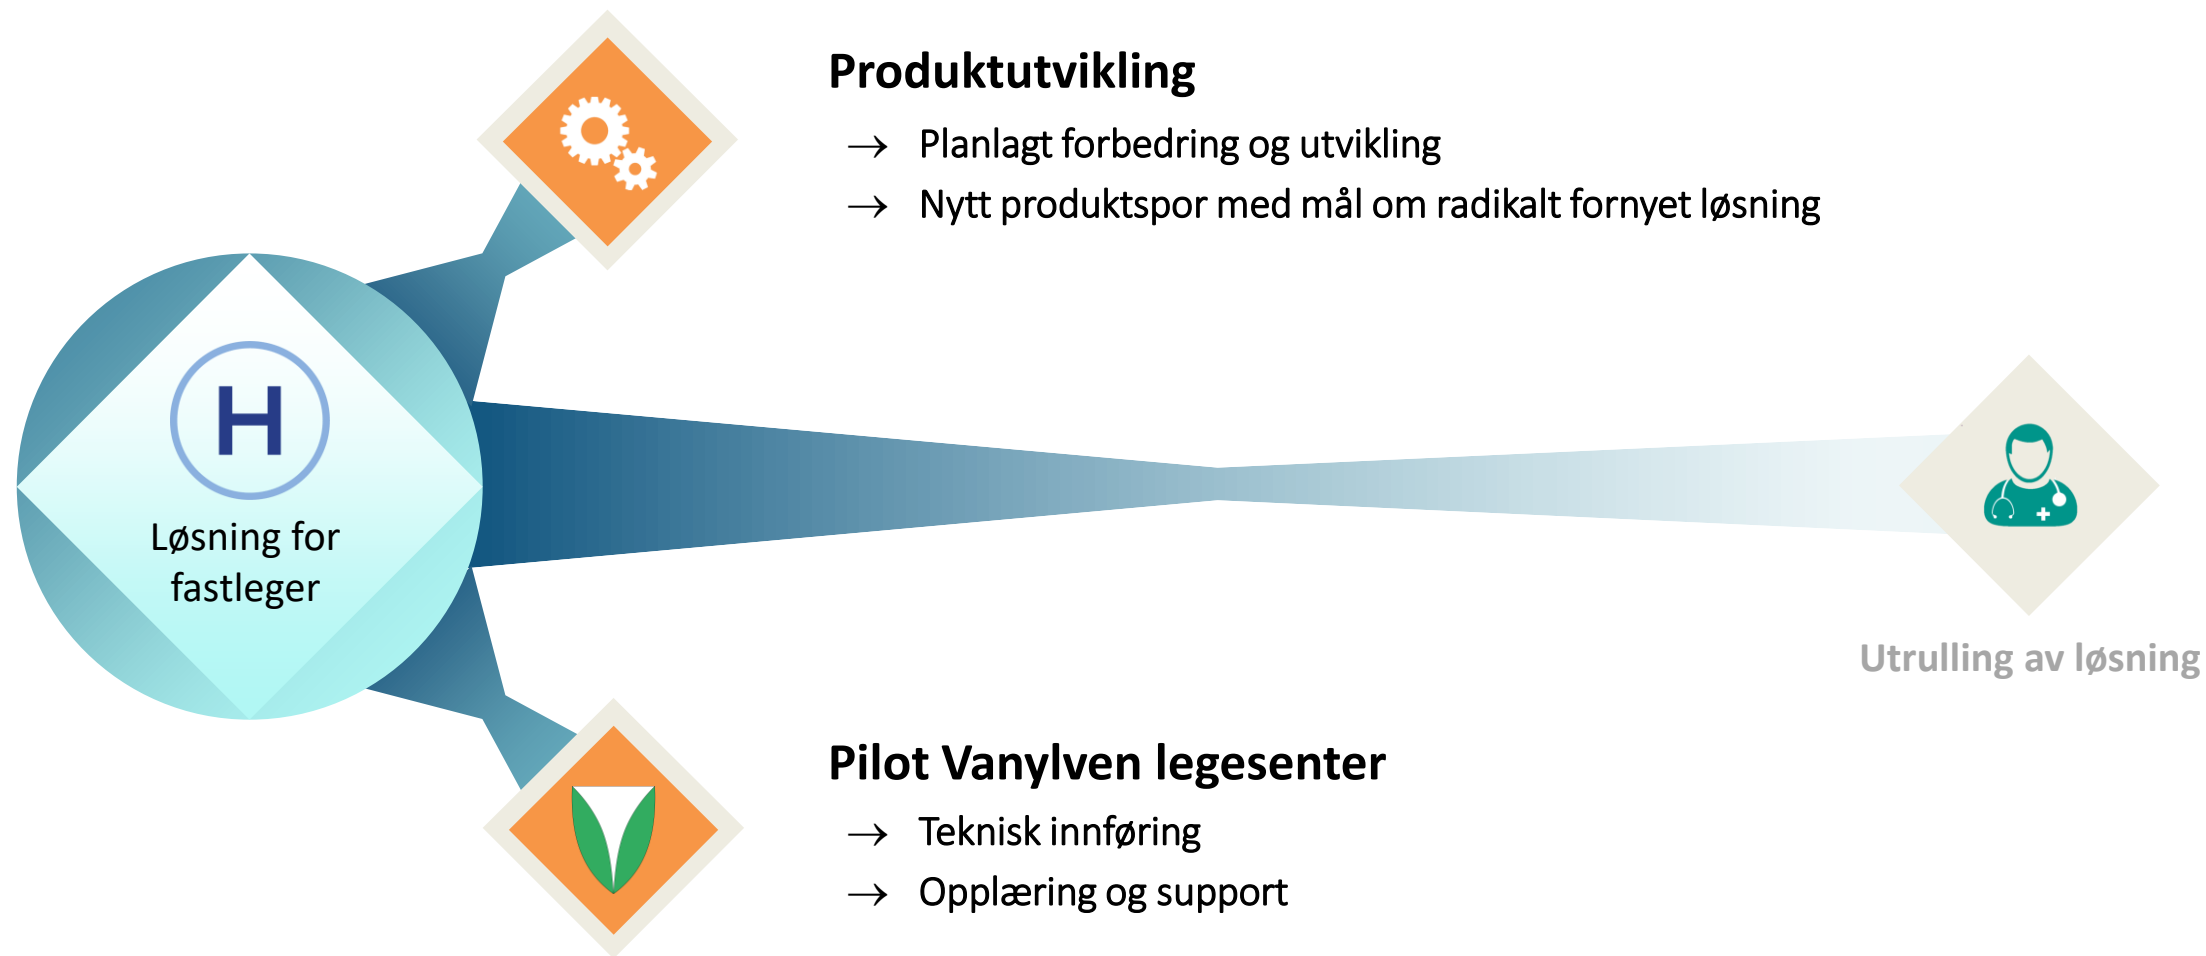 Produktutvikling
→ Planlagt forbedring og utvikling
→ Nytt produktspor med mål om radikalt fornyet løsning
H
Løsning for
fastleger
Utrulling av løsning
Pilot Vanylven legesenter
→ Teknisk innføring
→ Opplæring og support